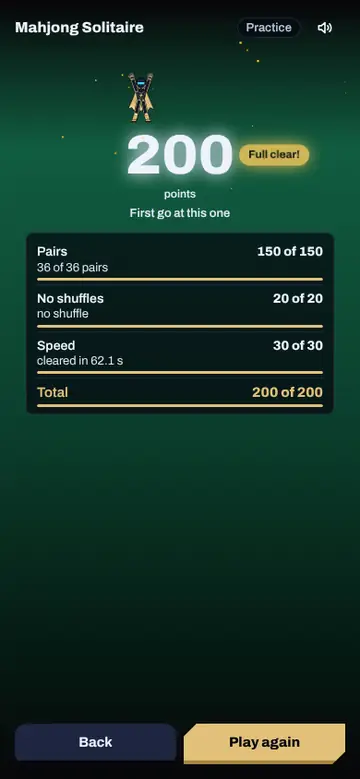 Mahjong Solitaire
Practice
200
Full clear!
points
First go at this one
Pairs
150 of 150
36 of 36 pairs
No shuffles
20 of 20
no shuffle
Speed
30 of 30
cleared in 62.1 s
Total
200 of 200
Back
Play again